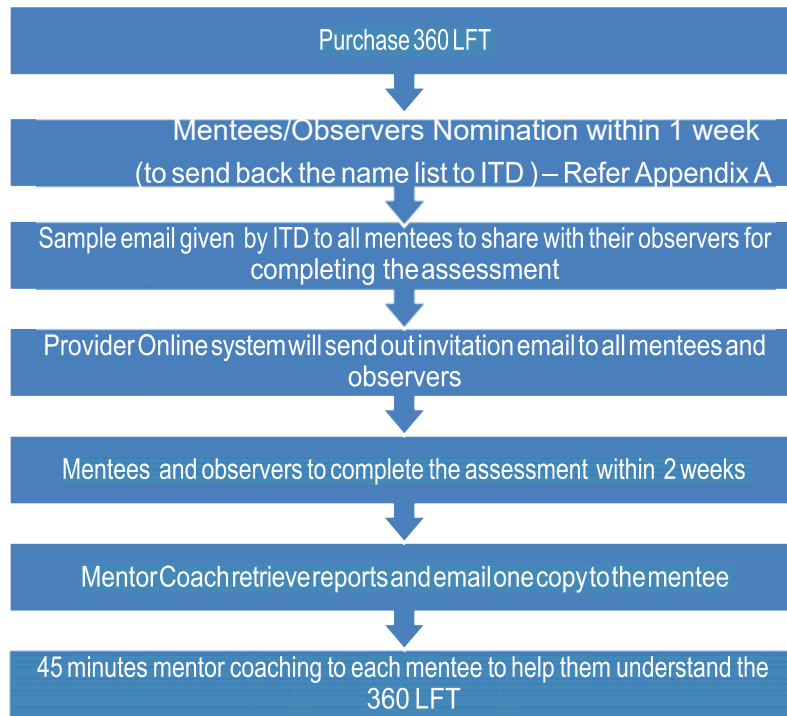 Purchase 360 LFT
Mentees/Observers Nomination within 1 week
(to send back the name list to ITD ) – Refer Appendix A
Sample email given by ITD to all mentees to share with their observers for
completing the assessment
Provider Online system will send out invitation email to all mentees and
observers
Mentees and observers to complete the assessment within 2 weeks
Mentor Coach retrieve reports and email one copy to the mentee
45 minutes mentor coaching to each mentee to help them understand the
360 LFT